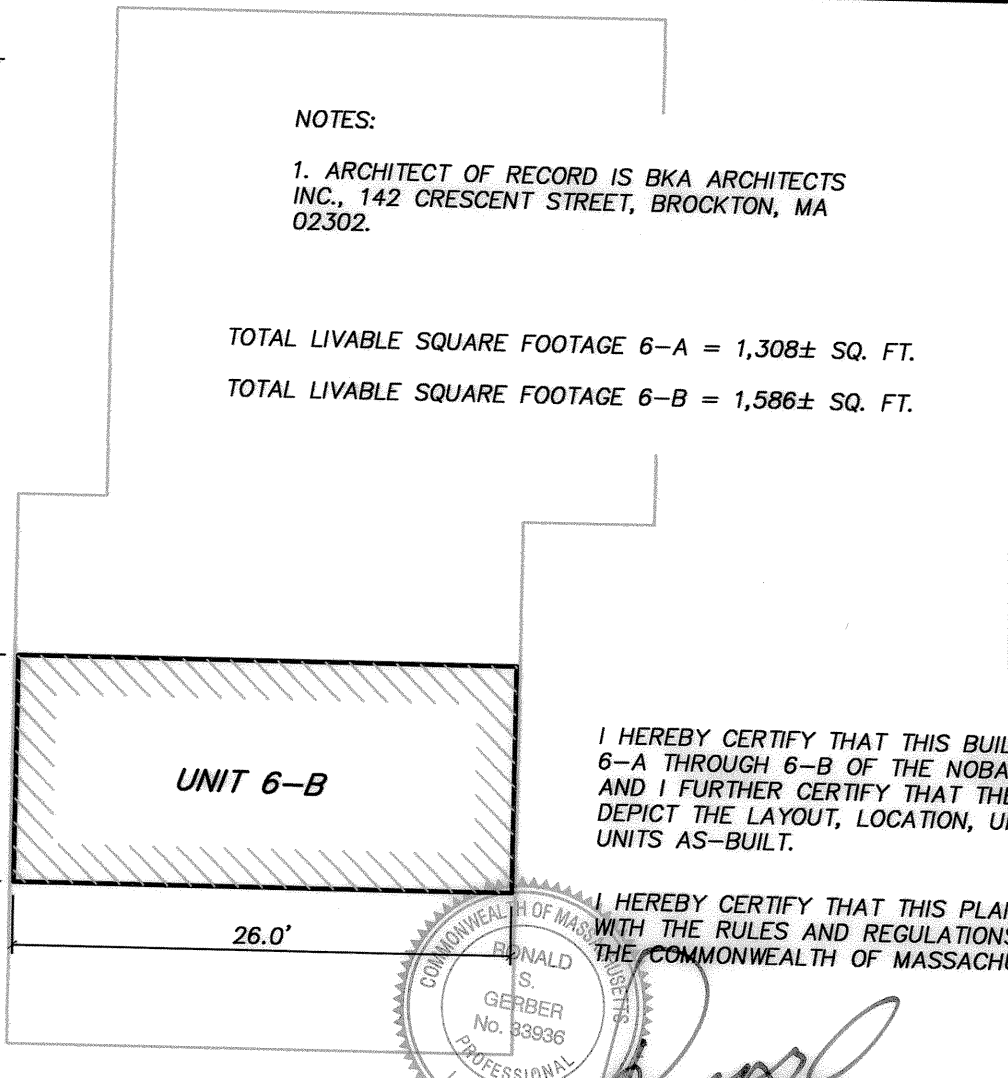 NOTES:
1. ARCHITECT OF RECORD IS BKA ARCHITECTS
INC., 142 CRESCENT STREET, BROCKTON, MA
02302.
TOTAL LIVABLE SQUARE FOOTAGE 6-A = 1,308± SQ. FT.
TOTAL LIVABLE SQUARE FOOTAGE 6-B = 1,586± SQ. FT.
UNIT 6-B
26.0'
I HEREBY CERTIFY THAT THIS BUIL
6-A THROUGH 6-B OF THE NOBA
AND I FURTHER CERTIFY THAT THE
DEPICT THE LAYOUT, LOCATION, U
UNITS AS-BUILT.
I HEREBY CERTIFY THAT THIS PLA
WITH THE RULES AND REGULATIONS
THE COMMONWEALTH OF MASSACHU
COMMONWEALTH OF MASSACHUSETTS
RONALD
S.
GERBER
No. 33936
PROFESSIONAL